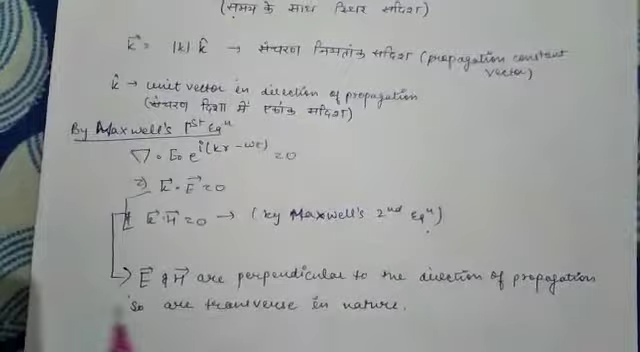 (समय के साथ स्थिर सदिश)
k⃗ = |k| k̂ → संचरण नियतांक सदिश (propagation constant vector)
k̂ → unit vector in direction of propagation
(संचरण दिशा में एकांक सदिश)
By Maxwell's Ist Eqn
∇ . E₀ e^{i(kr - ωt)} = 0
⇒ k⃗ . E⃗ = 0
k⃗ . H⃗ = 0 → (by Maxwell's 2nd Eqn)
→ E⃗ & H⃗ are perpendicular to the direction of propagation
so are transverse in nature.